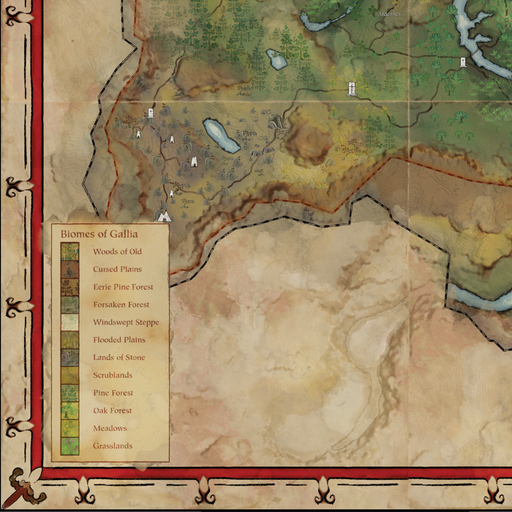 Biomes of Gallia
Woods of Old
Cursed Plains
Eerie Pine Forest
Forsaken Forest
Windswept Steppe
Flooded Plains
Lands of Stone
Scrublands
Pine Forest
Oak Forest
Meadows
Grasslands